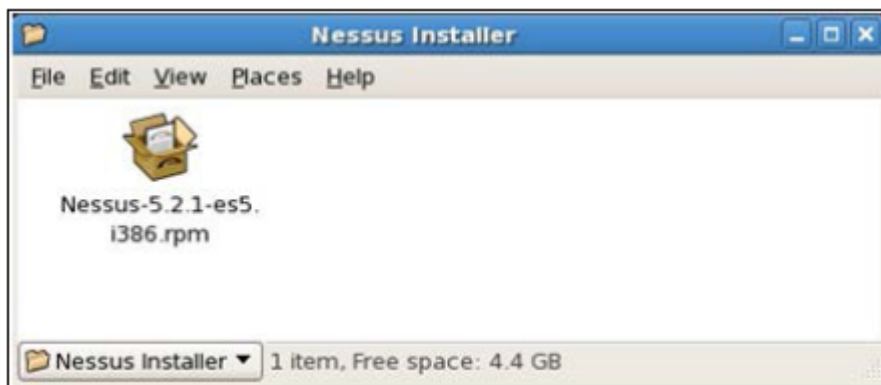 Nessus Installer
File Edit View Places Help
Nessus-5.2.1-es5.
i386.rpm
Nessus Installer 1 item, Free space: 4.4 GB